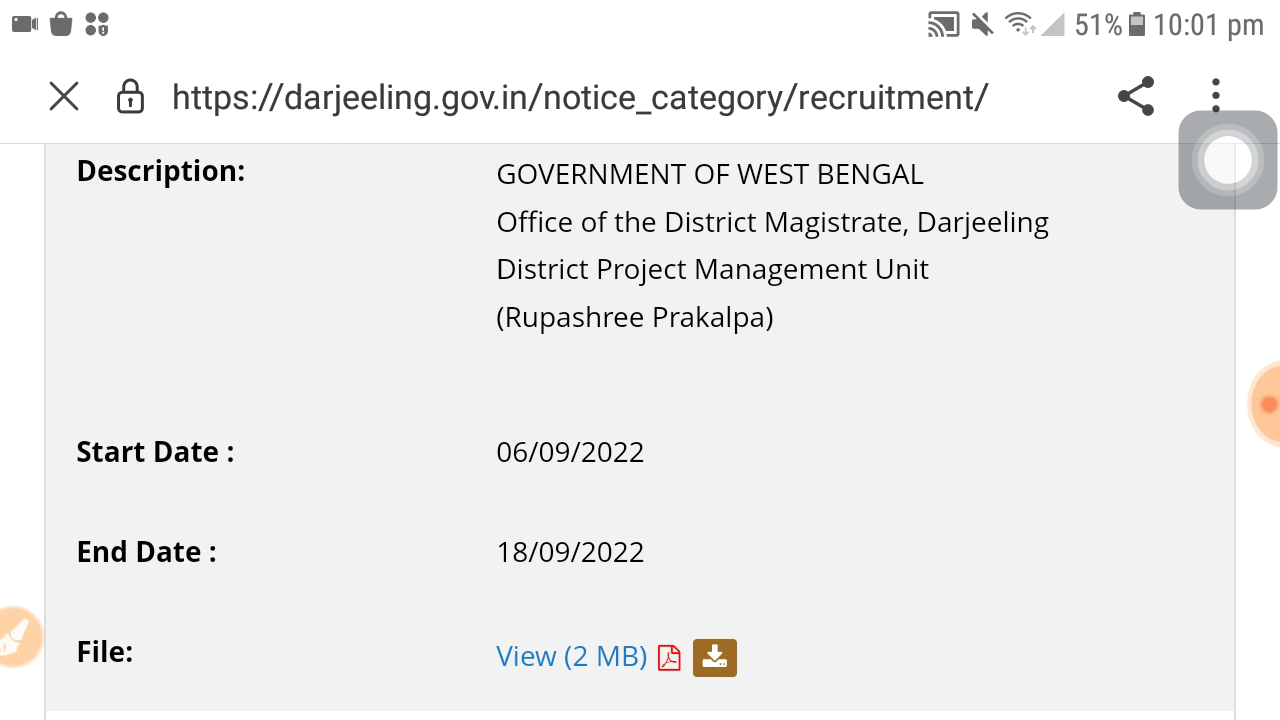 51% 10:01 pm
https://darjeeling.gov.in/notice_category/recruitment/
Description:
GOVERNMENT OF WEST BENGAL
Office of the District Magistrate, Darjeeling
District Project Management Unit
(Rupashree Prakalpa)
Start Date : 06/09/2022
End Date : 18/09/2022
File: View (2 MB)